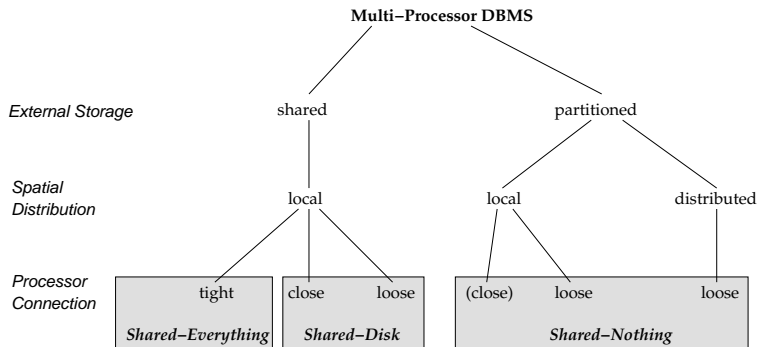 Multi–Processor DBMS
External Storage
shared
partitioned
Spatial
Distribution
local
local
distributed
Processor
Connection
tight
close
loose
(close)
loose
loose
Shared–Everything
Shared–Disk
Shared–Nothing